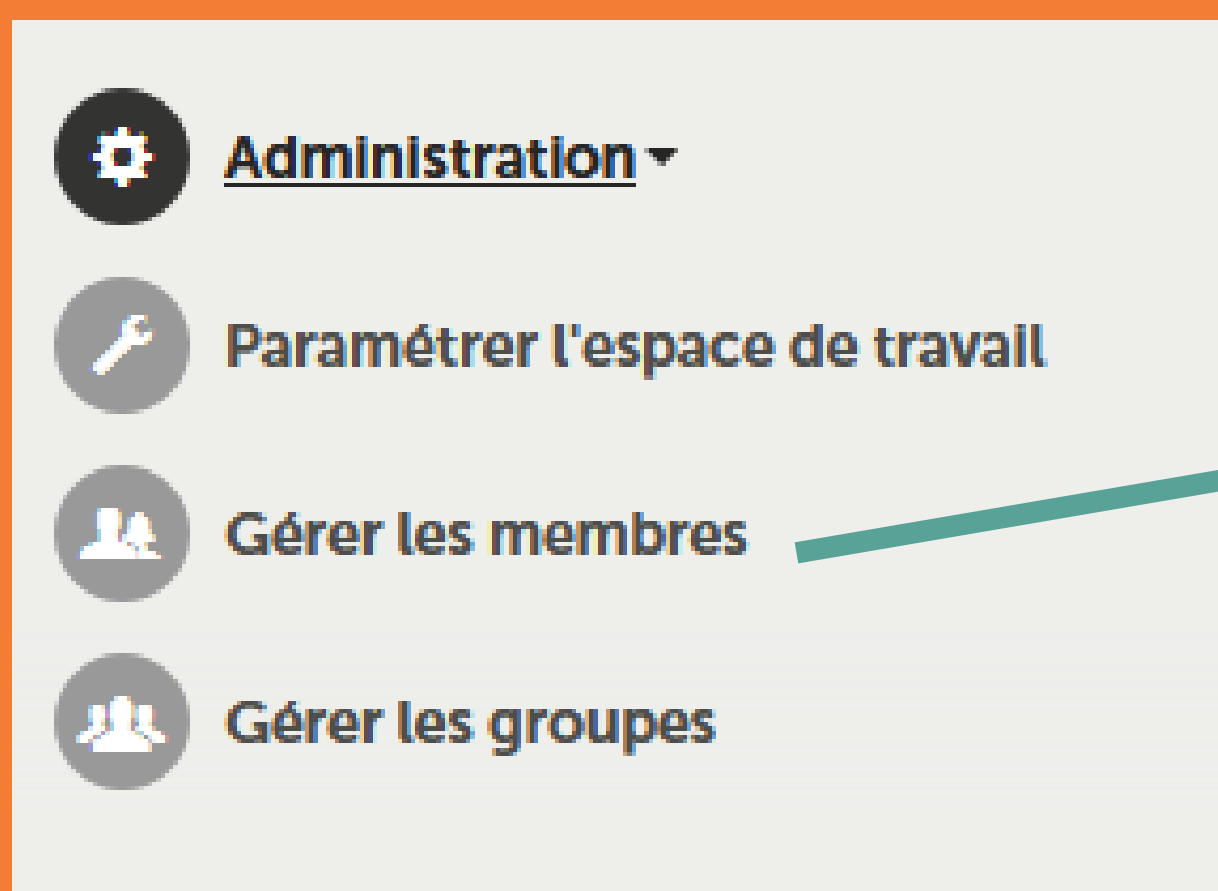 Administration
Paramétrer l'espace de travail
Gérer les membres
Gérer les groupes